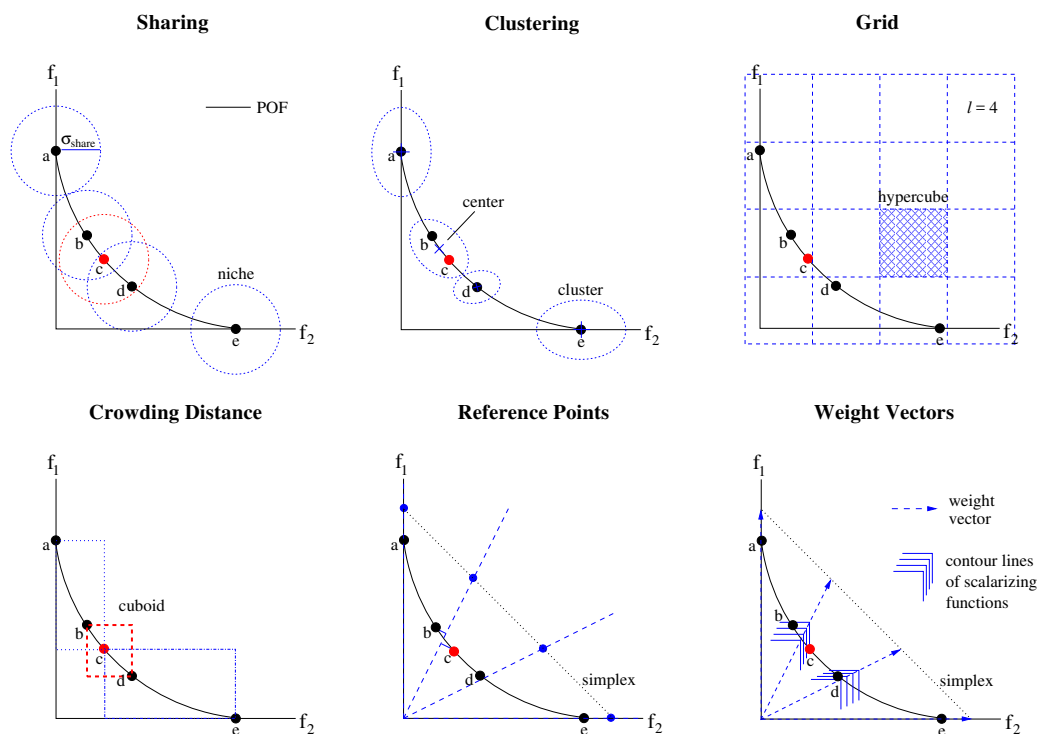 Sharing
f1
POF
σshare
a
b
c
d
niche
e
f2
Clustering
f1
a
center
b
c
d
cluster
e
f2
Grid
f1
l = 4
a
hypercube
b
c
d
e
f2
Crowding Distance
f1
a
cuboid
b
c
d
e
f2
Reference Points
f1
a
b
c
d
simplex
e
f2
Weight Vectors
f1
weight
vector
a
contour lines
of scalarizing
functions
b
c
d
simplex
e
f2